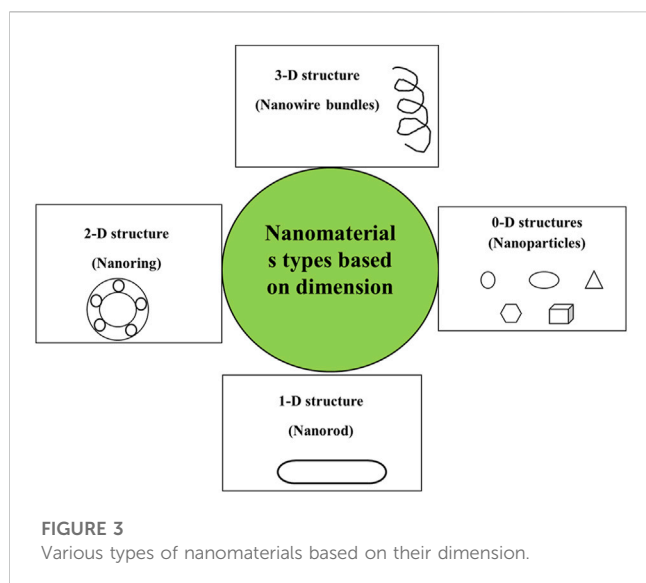 3-D structure
(Nanowire bundles)
2-D structure
(Nanoring)
Nanomaterial
s types based
on dimension
0-D structures
(Nanoparticles)
1-D structure
(Nanorod)
FIGURE 3
Various types of nanomaterials based on their dimension.